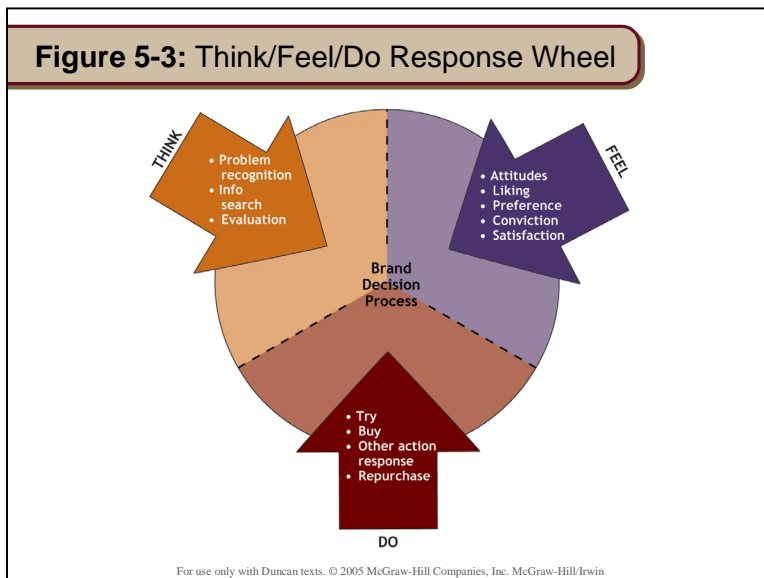 Figure 5-3: Think/Feel/Do Response Wheel
THINK
• Problem
recognition
• Info
search
• Evaluation
FEEL
• Attitudes
• Liking
• Preference
• Conviction
• Satisfaction
Brand
Decision
Process
• Try
• Buy
• Other action
response
• Repurchase
DO
For use only with Duncan texts. © 2005 McGraw-Hill Companies, Inc. McGraw-Hill/Irwin